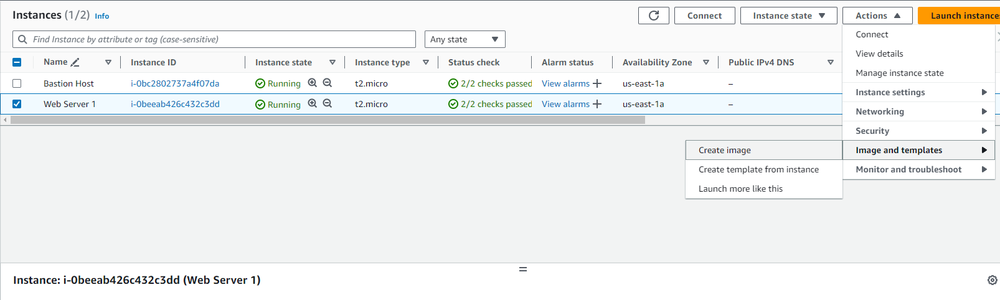 Instances (1/2) Info
Connect
Instance state
Actions
Launch instances
Find Instance by attribute or tag (case-sensitive)
Any state
Name Instance ID Instance state Instance type Status check Alarm status Availability Zone Public IPv4 DNS
Bastion Host i-0bc2802737a4f07da Running t2.micro 2/2 checks passed View alarms + us-east-1a –
Web Server 1 i-0beeab426c432c3dd Running t2.micro 2/2 checks passed View alarms + us-east-1a –
Connect
View details
Manage instance state
Instance settings
Networking
Security
Image and templates
Monitor and troubleshoot
Create image
Create template from instance
Launch more like this
Instance: i-0beeab426c432c3dd (Web Server 1)